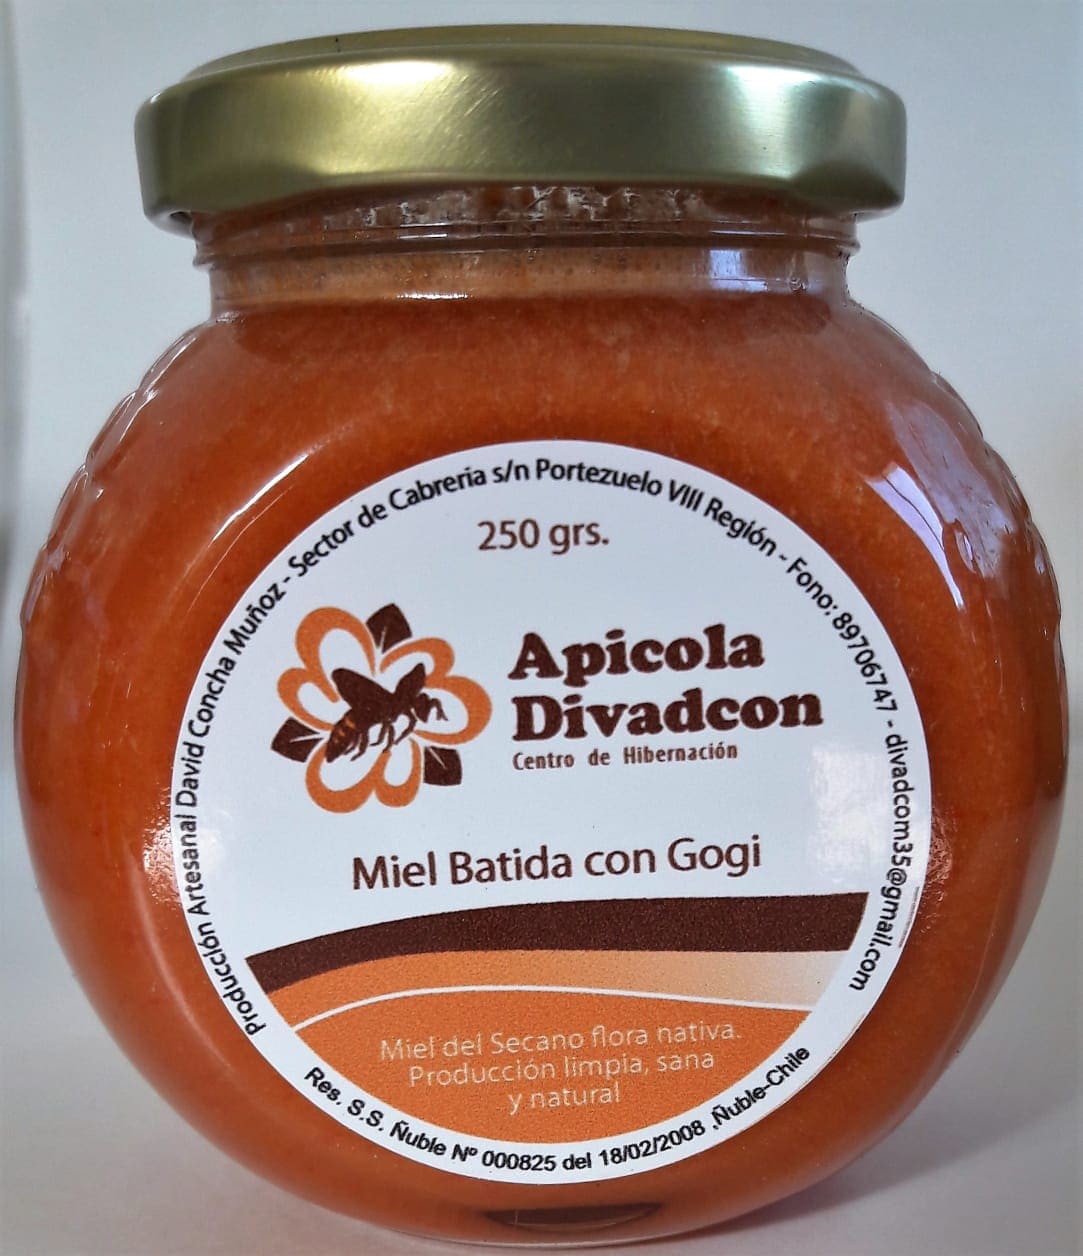 Producción Artesanal David Concha Muñoz - Sector de Cabreria s/n Portezuelo VIII Región - Fono: 89706747 - divadcom35@gmail.com
250 grs.
Apicola
Divadcon
Centro de Hibernación
Miel Batida con Gogi
Miel del Secano flora nativa.
Producción limpia, sana
y natural
Res. S.S. Ñuble Nº 000825 del 18/02/2008 ,Ñuble-Chile